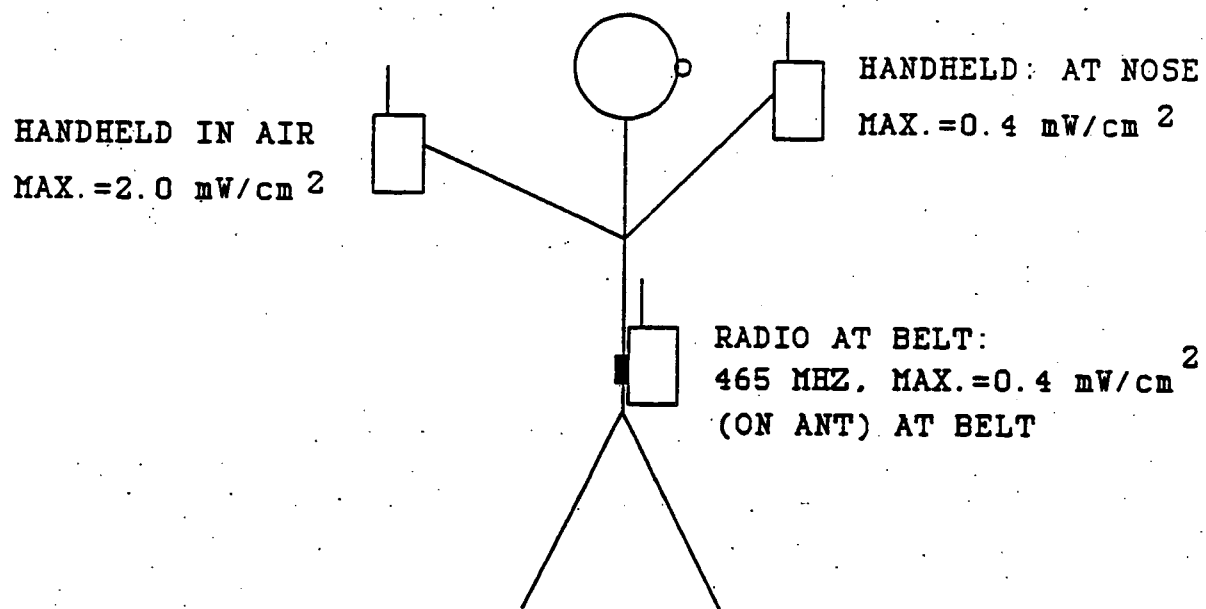 HANDHELD: AT NOSE
MAX.=0.4 mW/cm 2
HANDHELD IN AIR
MAX.=2.0 mW/cm 2
RADIO AT BELT:
465 MHZ, MAX.=0.4 mW/cm 2
(ON ANT) AT BELT